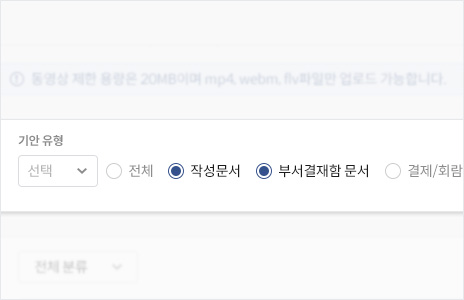 동영상 제한 용량은 20MB이며 mp4, webm, flv파일만 업로드 가능합니다.
기안 유형
선택 전체 작성문서 부서결재함 문서 결제/회람
전체 분류